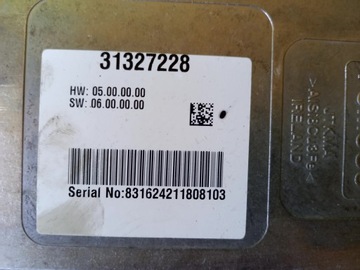 31327228
HW: 05.00.00.00
SW: 06.00.00.00
Serial No:831624211808103
IRELAND